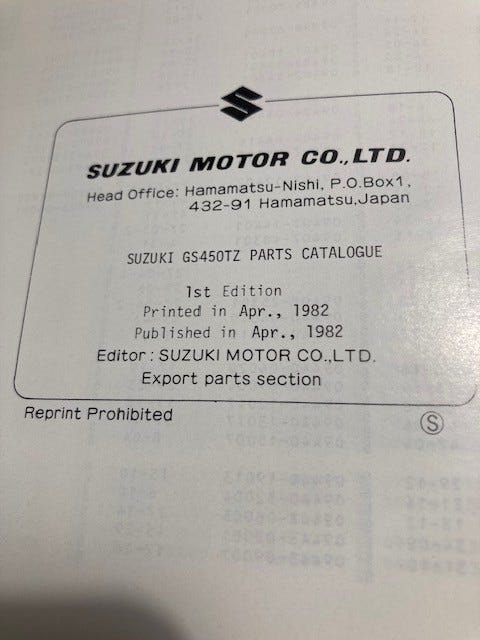 SUZUKI MOTOR CO.,LTD.
Head Office: Hamamatsu-Nishi, P.O.Box1,
432-91 Hamamatsu,Japan
SUZUKI GS450TZ PARTS CATALOGUE
1st Edition
Printed in Apr., 1982
Published in Apr., 1982
Editor : SUZUKI MOTOR CO.,LTD.
Export parts section
Reprint Prohibited
Ⓢ